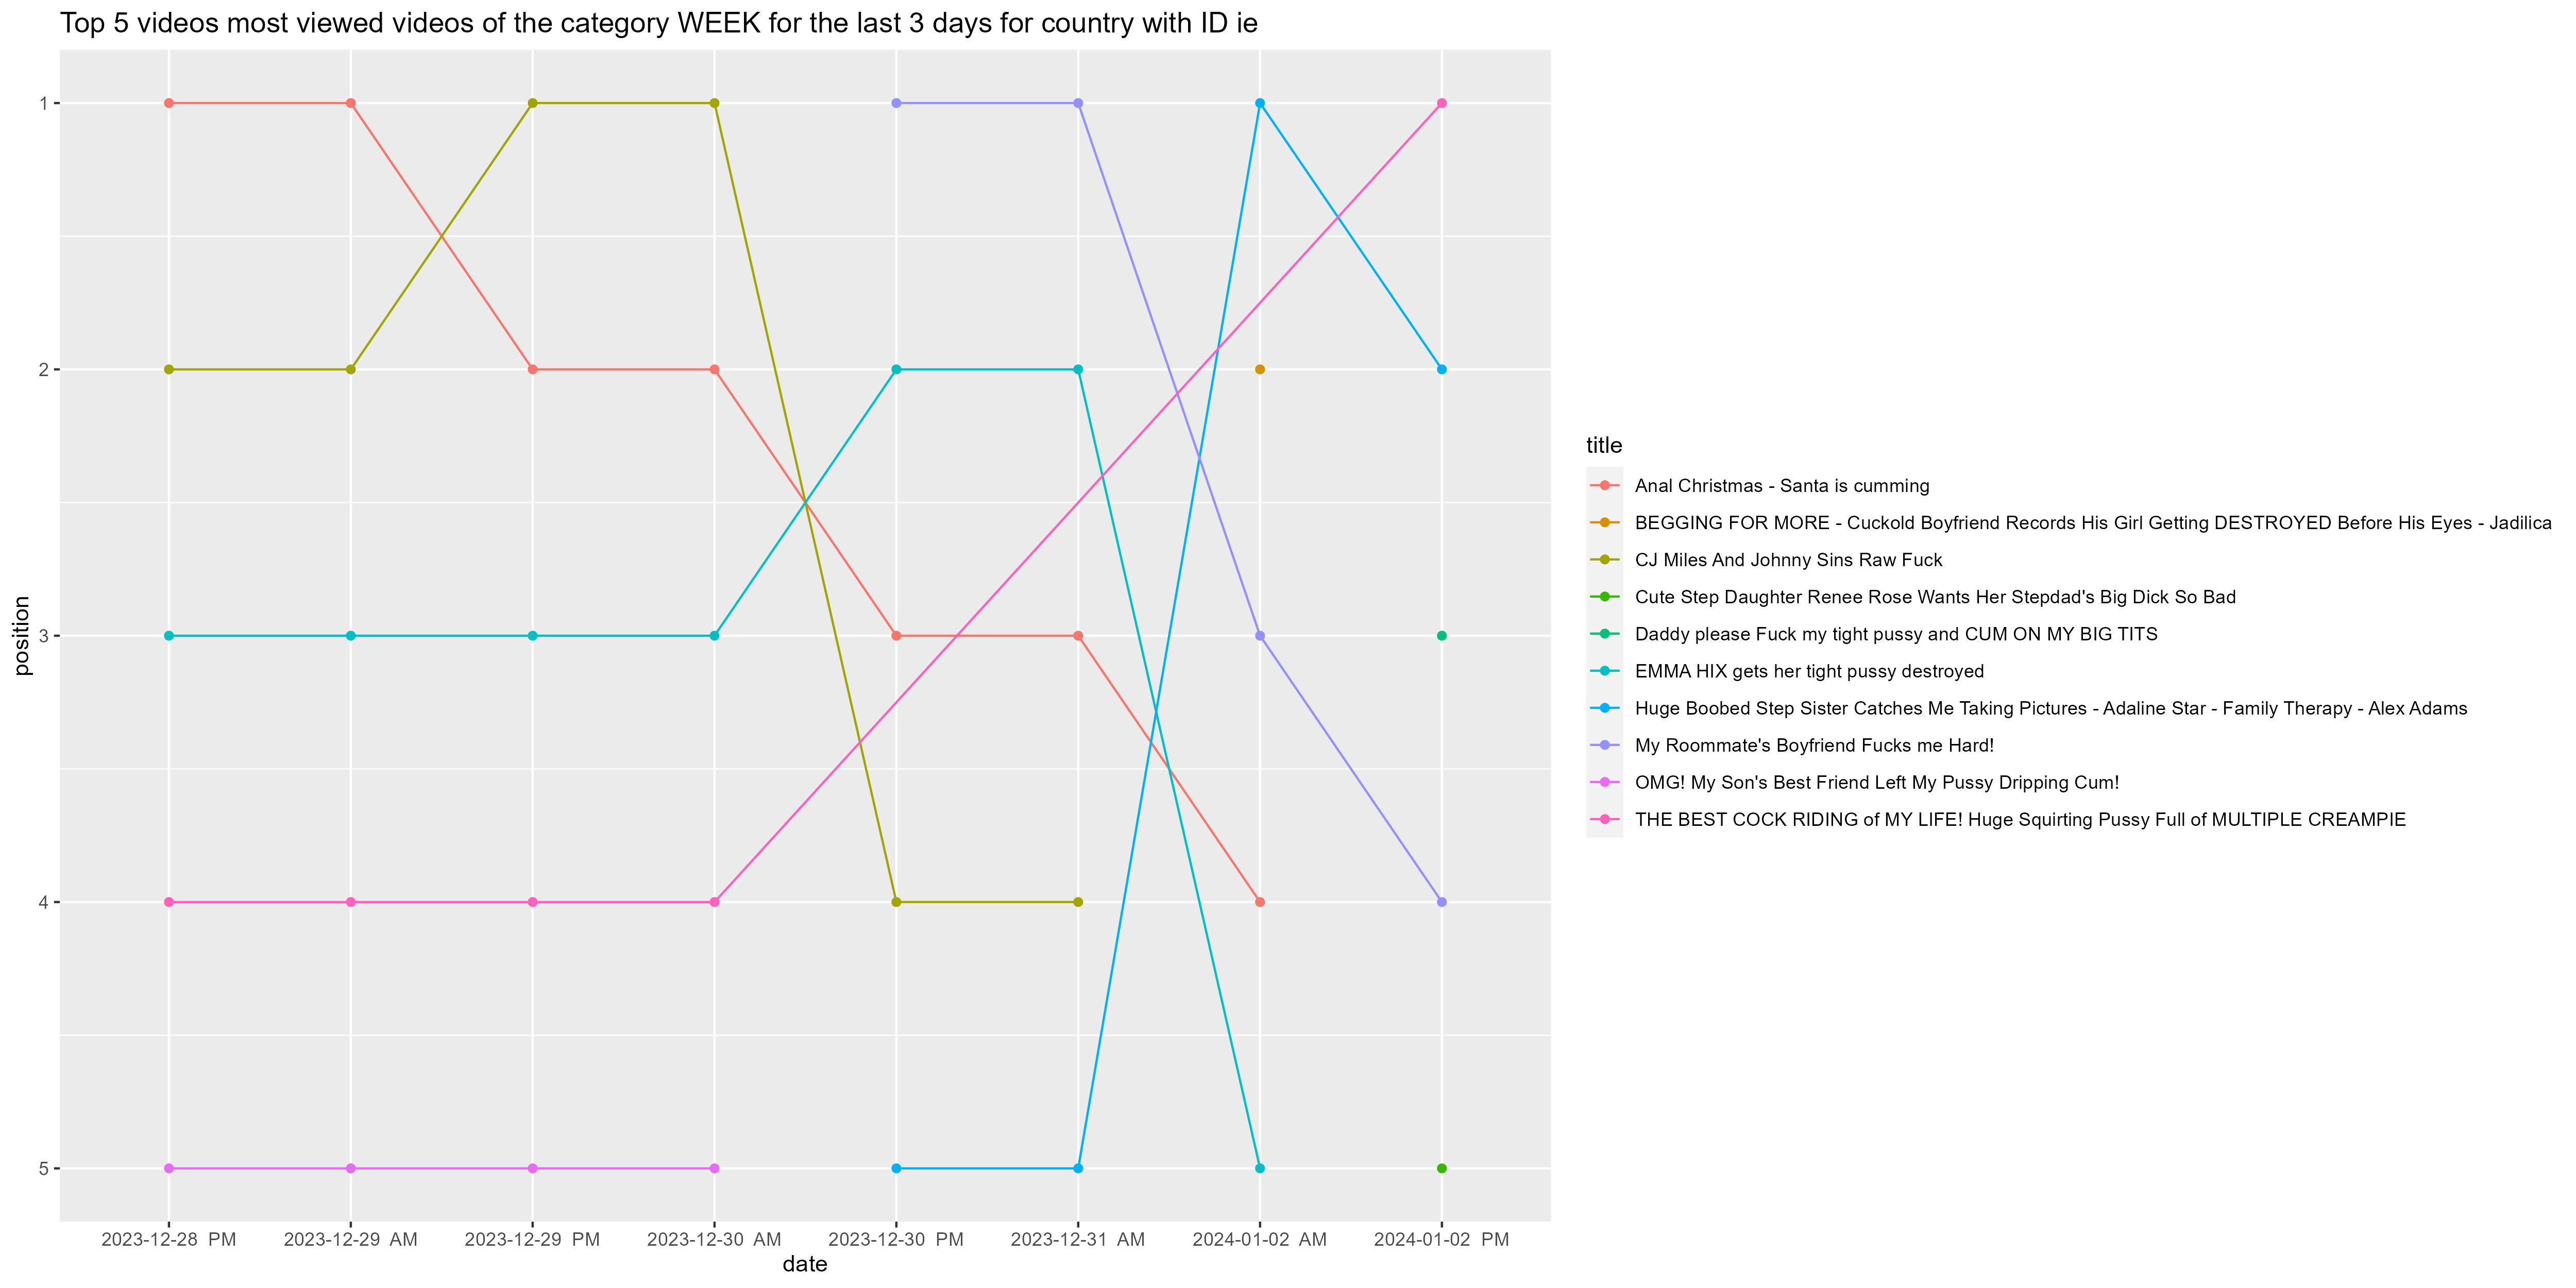 Top 5 videos most viewed videos of the category WEEK for the last 3 days for country with ID ie
1
2
3
4
5
position
2023-12-28 PM
2023-12-29 AM
2023-12-29 PM
2023-12-30 AM
2023-12-30 PM
2023-12-31 AM
2024-01-02 AM
2024-01-02 PM
date
title
Anal Christmas - Santa is cumming
BEGGING FOR MORE - Cuckold Boyfriend Records His Girl Getting DESTROYED Before His Eyes - Jadilica
CJ Miles And Johnny Sins Raw Fuck
Cute Step Daughter Renee Rose Wants Her Stepdad's Big Dick So Bad
Daddy please Fuck my tight pussy and CUM ON MY BIG TITS
EMMA HIX gets her tight pussy destroyed
Huge Boobed Step Sister Catches Me Taking Pictures - Adaline Star - Family Therapy - Alex Adams
My Roommate's Boyfriend Fucks me Hard!
OMG! My Son's Best Friend Left My Pussy Dripping Cum!
THE BEST COCK RIDING of MY LIFE! Huge Squirting Pussy Full of MULTIPLE CREAMPIE